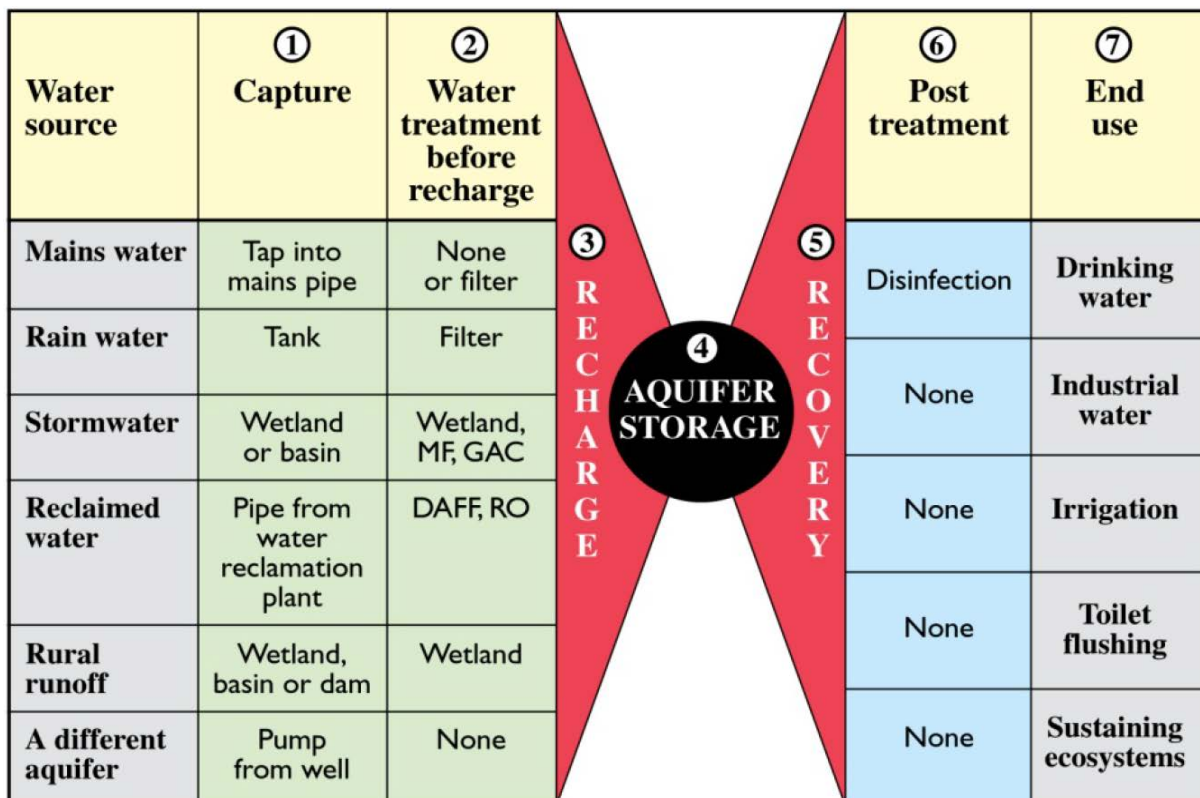 Water
source
1
Capture
2
Water
treatment
before
recharge
6
Post
treatment
7
End
use
Mains water
Tap into
mains pipe
None
or filter
Rain water
Tank
Filter
Stormwater
Wetland
or basin
Wetland,
MF, GAC
Reclaimed
water
Pipe from
water
reclamation
plant
DAFF, RO
Rural
runoff
Wetland,
basin or dam
Wetland
A different
aquifer
Pump
from well
None
3
RECHARGE
4
AQUIFER
STORAGE
5
RECOVERY
Disinfection
Drinking
water
None
Industrial
water
None
Irrigation
None
Toilet
flushing
None
Sustaining
ecosystems